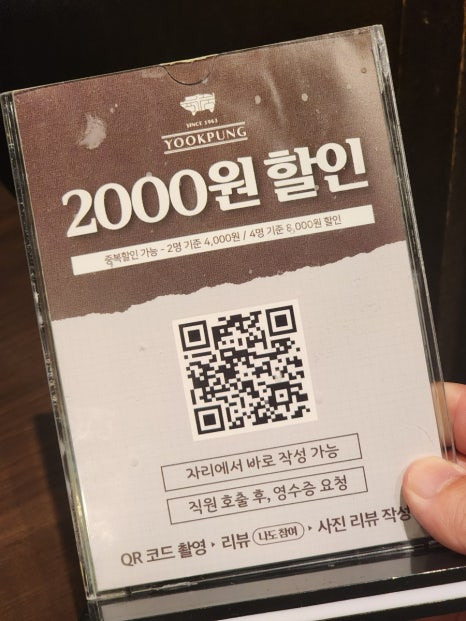 SINCE 1963
YOOKPUNG
2000원 할인
중복할인 가능 - 2명 기준 4,000원 / 4명 기준 8,000원 할인
자리에서 바로 작성 가능
직원 호출 후, 영수증 요청
QR 코드 촬영 ▸ 리뷰 나도 참여 ▸ 사진 리뷰 작성